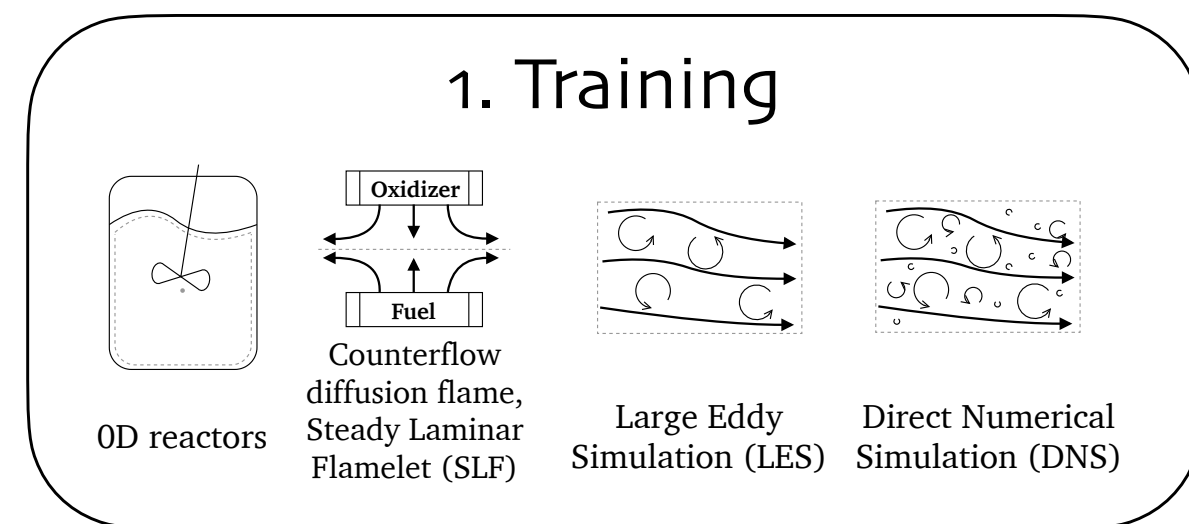 1. Training
0D reactors
Oxidizer
Fuel
Counterflow
diffusion flame,
Steady Laminar
Flamelet (SLF)
Large Eddy
Simulation (LES)
Direct Numerical
Simulation (DNS)